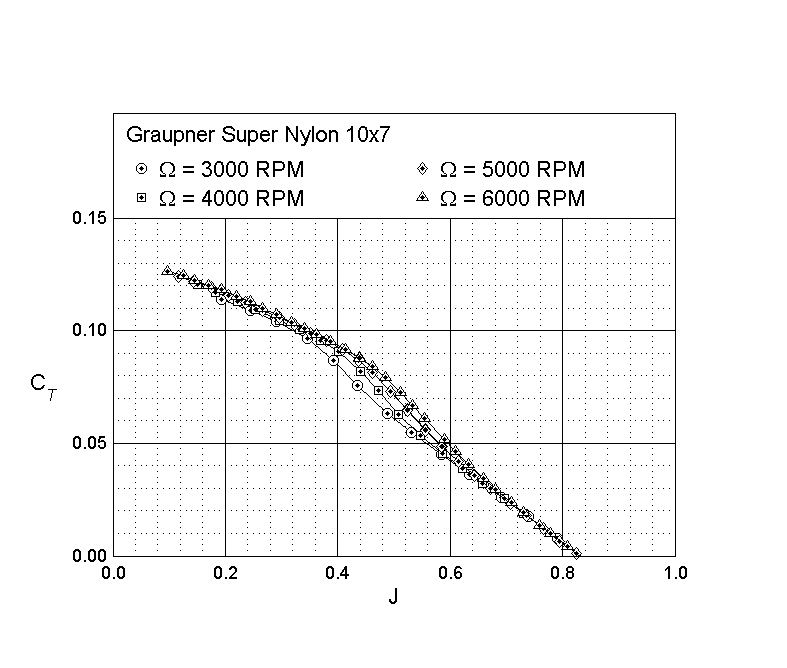 Graupner Super Nylon 10x7
Ω = 3000 RPM
Ω = 5000 RPM
Ω = 4000 RPM
Ω = 6000 RPM
0.15
0.10
C_T
0.05
0.00
0.0 0.2 0.4 0.6 0.8 1.0
J